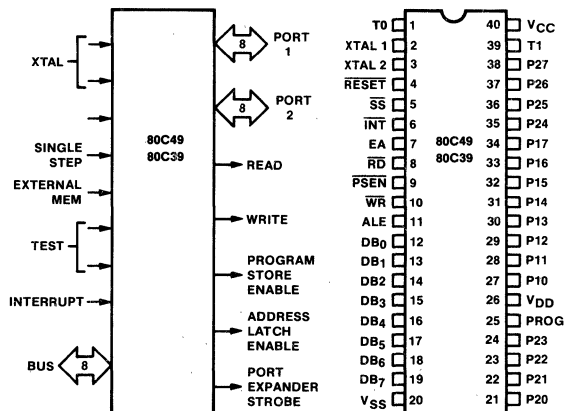 XTAL
SINGLE
STEP
EXTERNAL
MEM
TEST
INTERRUPT
BUS
8
80C49
80C39
8
PORT
1
8
PORT
2
READ
WRITE
PROGRAM
STORE
ENABLE
ADDRESS
LATCH
ENABLE
PORT
EXPANDER
STROBE
80C49
80C39
T0 1 40 VCC
XTAL 1 2 39 T1
XTAL 2 3 38 P27
RESET 4 37 P26
SS 5 36 P25
INT 6 35 P24
EA 7 34 P17
RD 8 33 P16
PSEN 9 32 P15
WR 10 31 P14
ALE 11 30 P13
DB0 12 29 P12
DB1 13 28 P11
DB2 14 27 P10
DB3 15 26 VDD
DB4 16 25 PROG
DB5 17 24 P23
DB6 18 23 P22
DB7 19 22 P21
VSS 20 21 P20